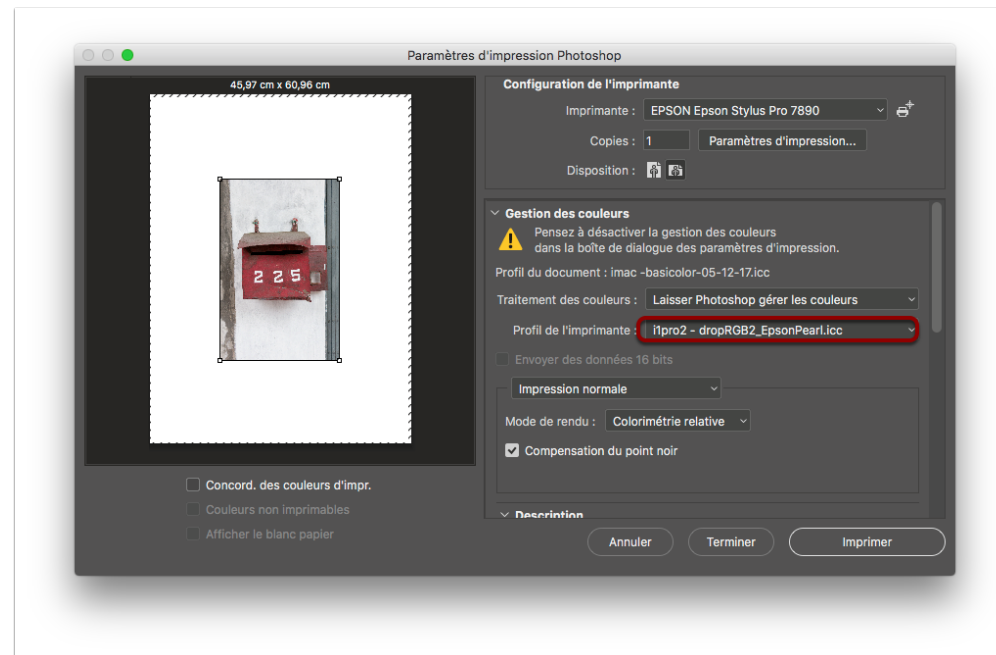 Paramètres d'impression Photoshop
45,97 cm x 60,96 cm
225
Concord. des couleurs d'impr.
Couleurs non imprimables
Afficher le blanc papier
Configuration de l'imprimante
Imprimante : EPSON Epson Stylus Pro 7890
Copies : 1 Paramètres d'impression...
Disposition :
Gestion des couleurs
Pensez à désactiver la gestion des couleurs
dans la boîte de dialogue des paramètres d'impression.
Profil du document : imac -basicolor-05-12-17.icc
Traitement des couleurs : Laisser Photoshop gérer les couleurs
Profil de l'imprimante : i1pro2 - dropRGB2_EpsonPearl.icc
Envoyer des données 16 bits
Impression normale
Mode de rendu : Colorimétrie relative
Compensation du point noir
Description
Annuler Terminer Imprimer